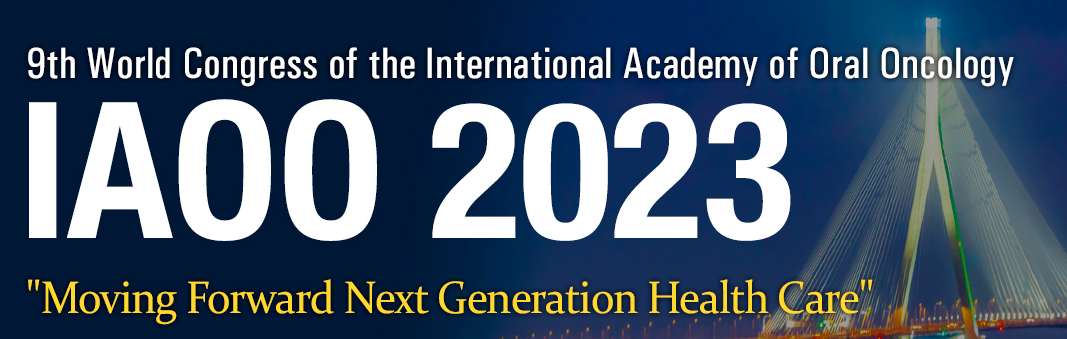 9th World Congress of the International Academy of Oral Oncology
IAOO 2023
"Moving Forward Next Generation Health Care"